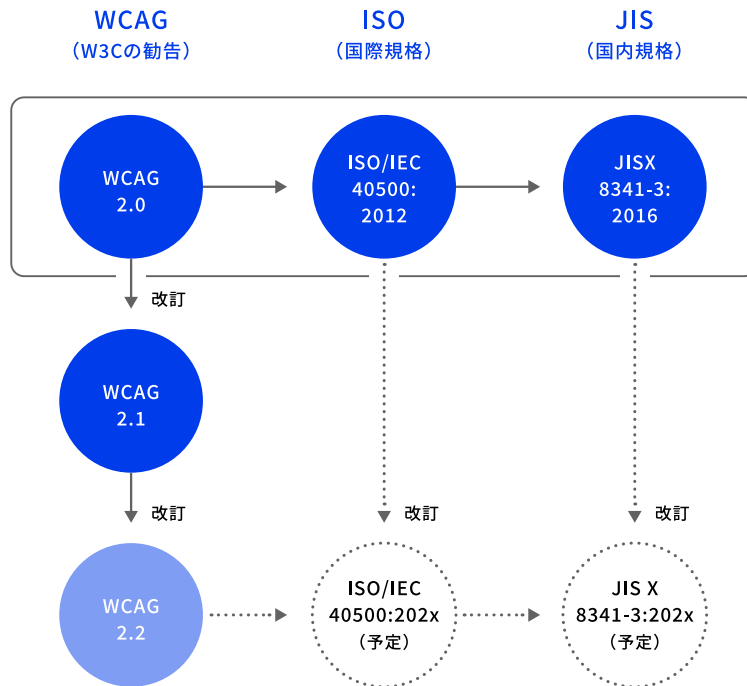 WCAG
（W3Cの勧告）
ISO
（国際規格）
JIS
（国内規格）
WCAG
2.0
ISO/IEC
40500:
2012
JISX
8341-3:
2016
改訂
WCAG
2.1
改訂
改訂
改訂
WCAG
2.2
ISO/IEC
40500:202x
（予定）
JIS X
8341-3:202x
（予定）